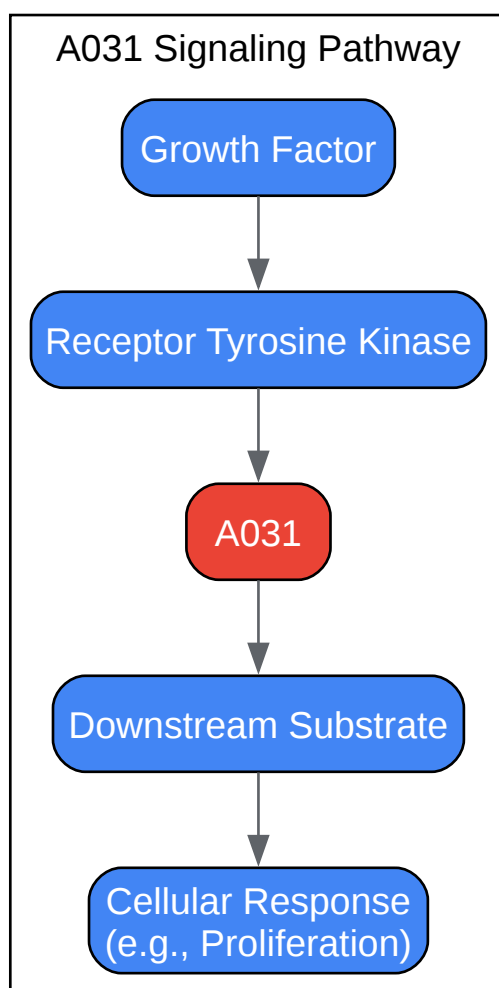 A031 Signaling Pathway
Growth Factor
Receptor Tyrosine Kinase
A031
Downstream Substrate
Cellular Response
(e.g., Proliferation)